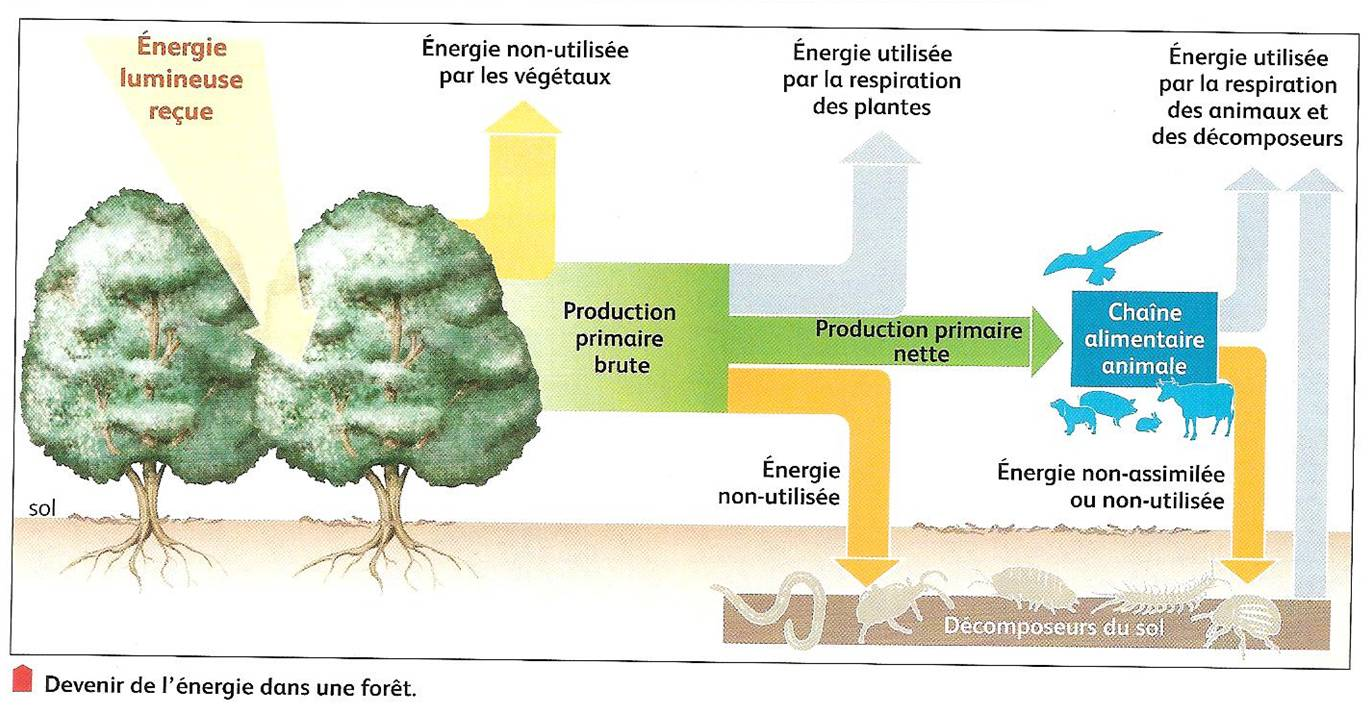 Énergie
lumineuse
reçue
Énergie non-utilisée
par les végétaux
Énergie utilisée
par la respiration
des plantes
Énergie utilisée
par la respiration
des animaux et
des décomposeurs
Production
primaire
brute
Production primaire
nette
Chaîne
alimentaire
animale
Énergie
non-utilisée
Énergie non-assimilée
ou non-utilisée
sol
Décomposeurs du sol
Devenir de l'énergie dans une forêt.